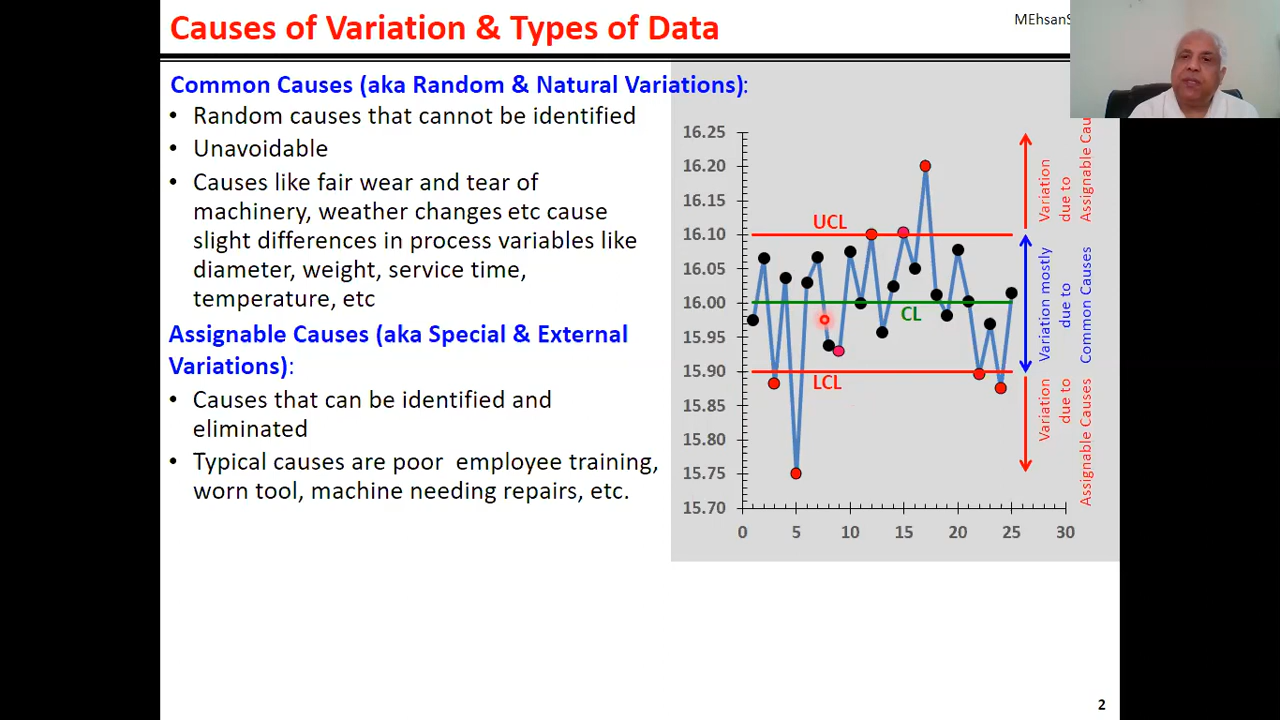 Causes of Variation & Types of Data
MEhsanS
Common Causes (aka Random & Natural Variations):
• Random causes that cannot be identified
• Unavoidable
• Causes like fair wear and tear of
machinery, weather changes etc cause
slight differences in process variables like
diameter, weight, service time,
temperature, etc
Assignable Causes (aka Special & External
Variations):
• Causes that can be identified and
eliminated
• Typical causes are poor employee training,
worn tool, machine needing repairs, etc.
16.25
16.20
16.15
16.10
16.05
16.00
15.95
15.90
15.85
15.80
15.75
15.70
0 5 10 15 20 25 30
UCL
CL
LCL
Variation
due to
Assignable Cau
Variation mostly
due to
Common Causes
Variation
due to
Assignable Causes
2